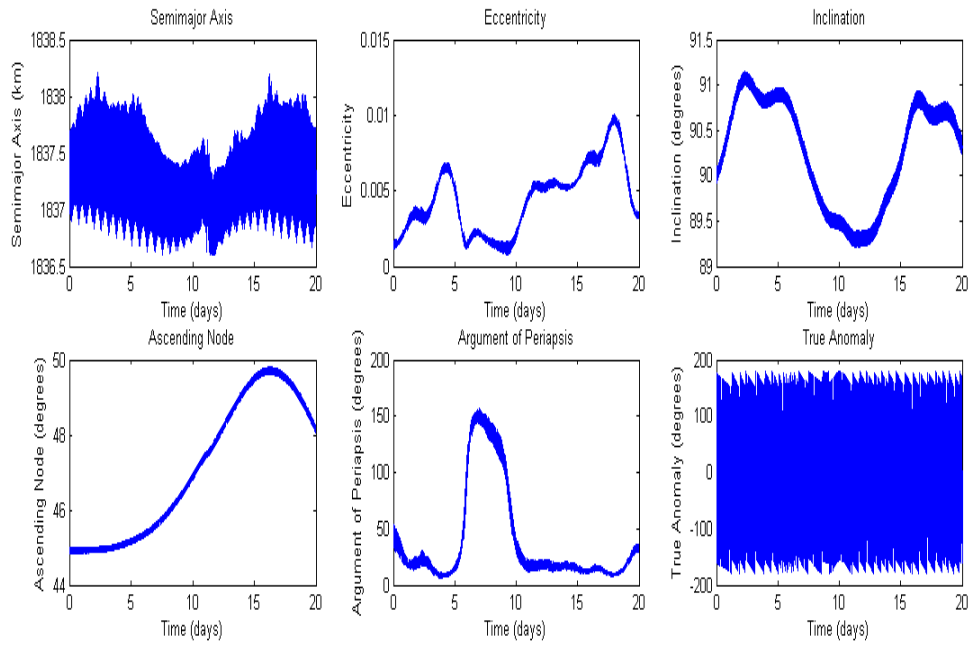 Semimajor Axis
1838.5
1838
1837.5
1837
1836.5
Semimajor Axis (km)
0 5 10 15 20
Time (days)
Eccentricity
0.015
0.01
0.005
0
Eccentricity
0 5 10 15 20
Time (days)
Inclination
91.5
91
90.5
90
89.5
89
Inclination (degrees)
0 5 10 15 20
Time (days)
Ascending Node
50
48
46
44
Ascending Node (degrees)
0 5 10 15 20
Time (days)
Argument of Periapsis
200
150
100
50
0
Argument of Periapsis (degrees)
0 5 10 15 20
Time (days)
True Anomaly
200
100
0
-100
-200
True Anomaly (degrees)
0 5 10 15 20
Time (days)